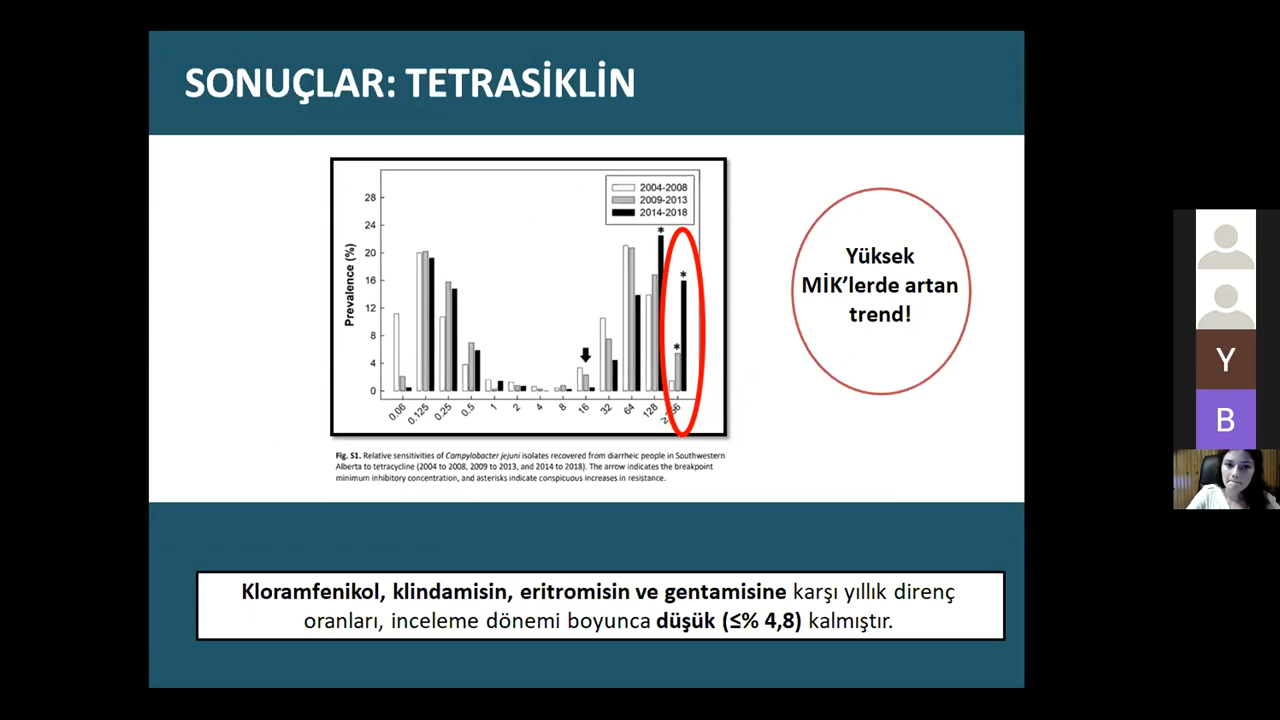 SONUÇLAR: TETRASİKLİN
2004-2008
2009-2013
2014-2018
Prevalence (%)
28
24
20
16
12
8
4
0
* * *
0.06 0.125 0.25 0.5 1 2 4 8 16 32 64 128
Fig. S1. Relative sensitivities of Campylobacter jejuni isolates recovered from diarrheic people in Southwestern
Alberta to tetracycline (2004 to 2008, 2009 to 2013, and 2014 to 2018). The arrow indicates the breakpoint
minimum inhibitory concentration, and asterisks indicate conspicuous increases in resistance.
Yüksek
MİK’lerde artan
trend!
Kloramfenikol, klindamisin, eritromisin ve gentamisine karşı yıllık direnç
oranları, inceleme dönemi boyunca düşük (≤% 4,8) kalmıştır.
Y
B